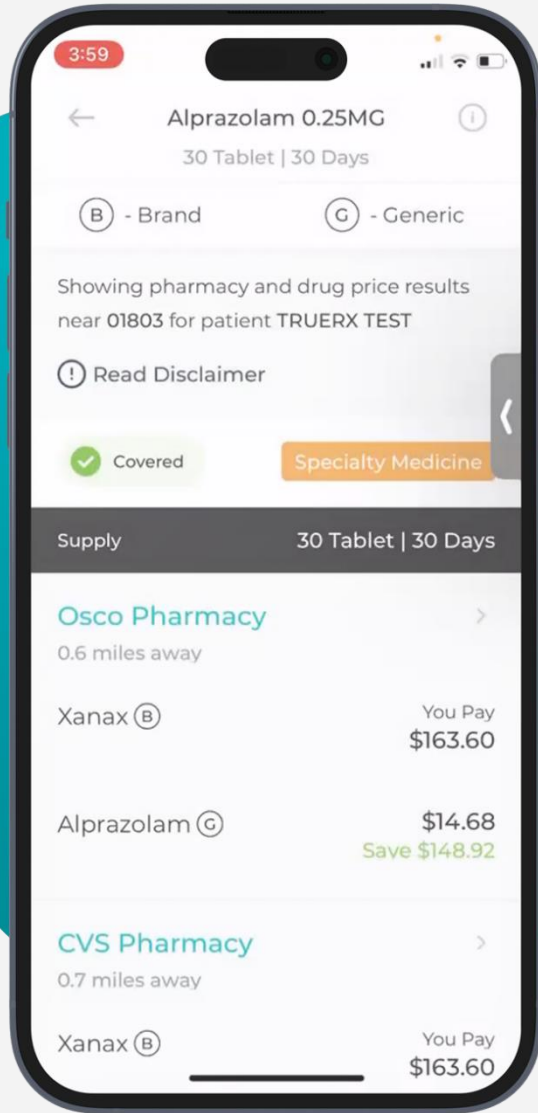 3:59
Alprazolam 0.25MG
30 Tablet | 30 Days
B - Brand
G - Generic
Showing pharmacy and drug price results
near 01803 for patient TRUERX TEST
Read Disclaimer
Covered
Specialty Medicine
Supply
30 Tablet | 30 Days
Osco Pharmacy
0.6 miles away
Xanax B
You Pay
$163.60
Alprazolam G
$14.68
Save $148.92
CVS Pharmacy
0.7 miles away
Xanax B
You Pay
$163.60